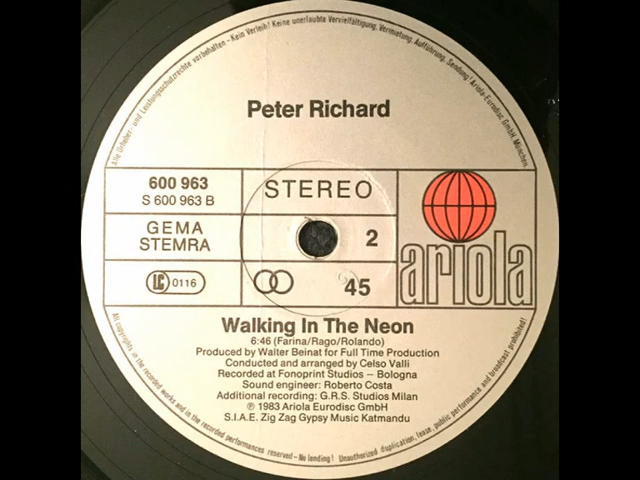 Alle Urheber- und Leistungsschutzrechte vorbehalten - Kein Verleih! Keine unerlaubte Vervielfältigung, Vermietung, Aufführung, Sendung! Ariola-Eurodisc GmbH, München.
Peter Richard
600 963
S 600 963 B
STEREO
GEMA
STEMRA
2
LC 0116
45
ariola
Walking In The Neon
6:46 (Farina/Rago/Rolando)
Produced by Walter Beinat for Full Time Production
Conducted and arranged by Celso Valli
Recorded at Fonoprint Studios – Bologna
Sound engineer: Roberto Costa
Additional recording: G.R.S. Studios Milan
℗ 1983 Ariola Eurodisc GmbH
S.I.A.E. Zig Zag Gypsy Music Katmandu
All copyrights in the recorded works and in the recorded performances reserved – No lending! Unauthorized duplication, lease, public performance and broadcast prohibited!